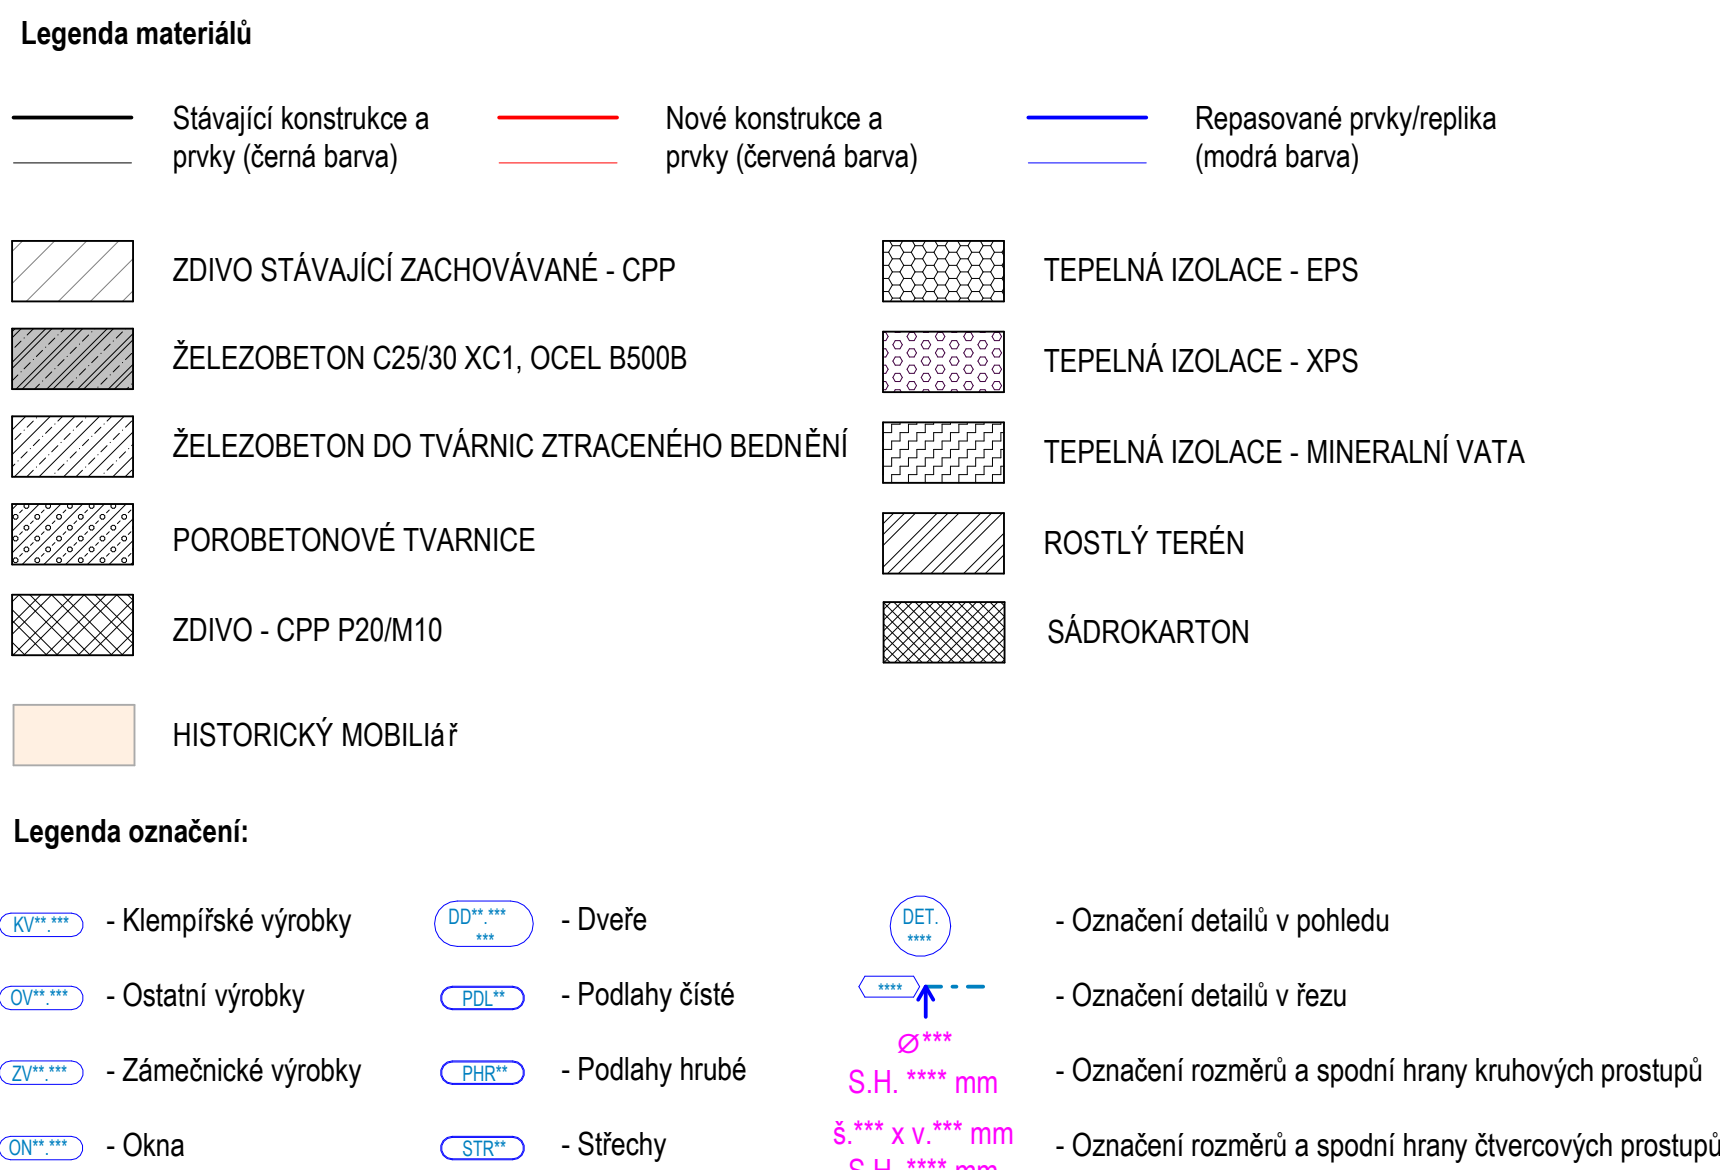 Legenda materiálů
Stávající konstrukce a
prvky (černá barva)
Nové konstrukce a
prvky (červená barva)
Repasované prvky/replika
(modrá barva)
ZDIVO STÁVAJÍCÍ ZACHOVÁVANÉ - CPP
TEPELNÁ IZOLACE - EPS
ŽELEZOBETON C25/30 XC1, OCEL B500B
TEPELNÁ IZOLACE - XPS
ŽELEZOBETON DO TVÁRNIC ZTRACENÉHO BEDNĚNÍ
TEPELNÁ IZOLACE - MINERALNÍ VATA
POROBETONOVÉ TVARNICE
ROSTLÝ TERÉN
ZDIVO - CPP P20/M10
SÁDROKARTON
HISTORICKÝ MOBILIář
Legenda označení:
KV**.*** - Klempířské výrobky
DD**.***
***
- Dveře
DET.
****
- Označení detailů v pohledu
OV**.*** - Ostatní výrobky
PDL** - Podlahy čísté
**** - Označení detailů v řezu
ZV**.*** - Zámečnické výrobky
PHR** - Podlahy hrubé
Ø***
S.H. **** mm
- Označení rozměrů a spodní hrany kruhových prostupů
ON**.*** - Okna
STR** - Střechy
š.*** x v.*** mm
S.H. **** mm
- Označení rozměrů a spodní hrany čtvercových prostupů